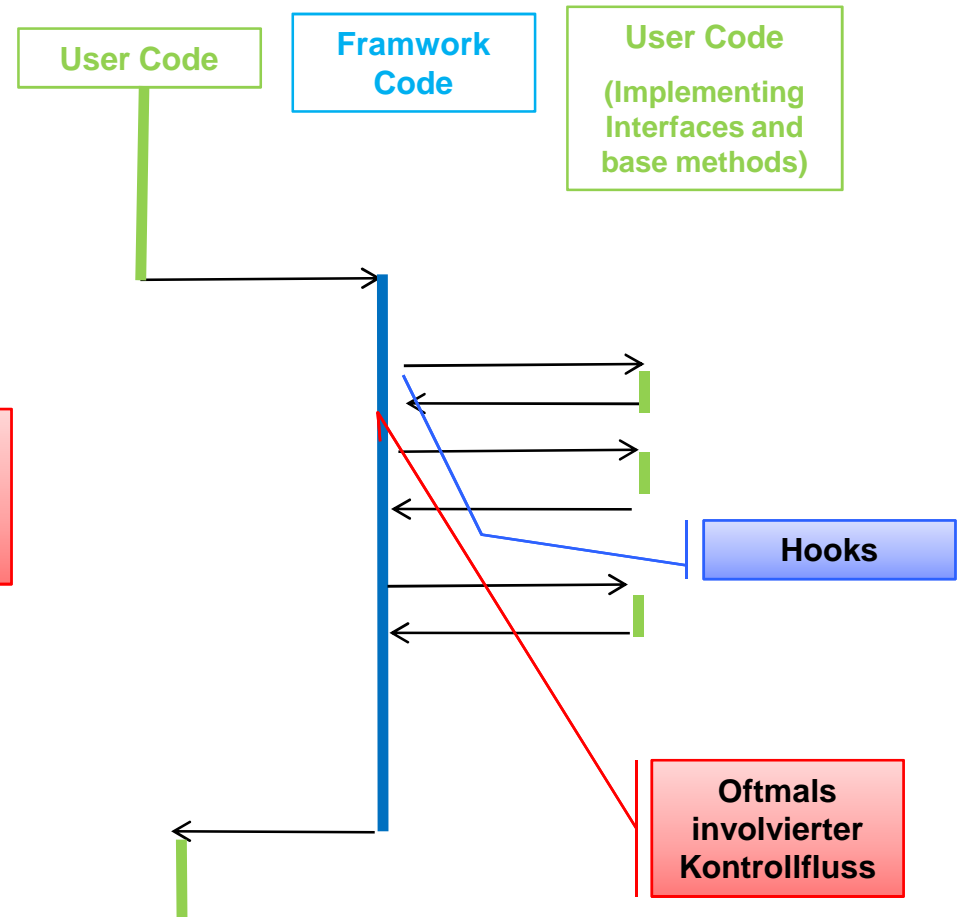 User Code
Framwork
Code
User Code
(Implementing
Interfaces and
base methods)
Hooks
Oftmals
involvierter
Kontrollfluss